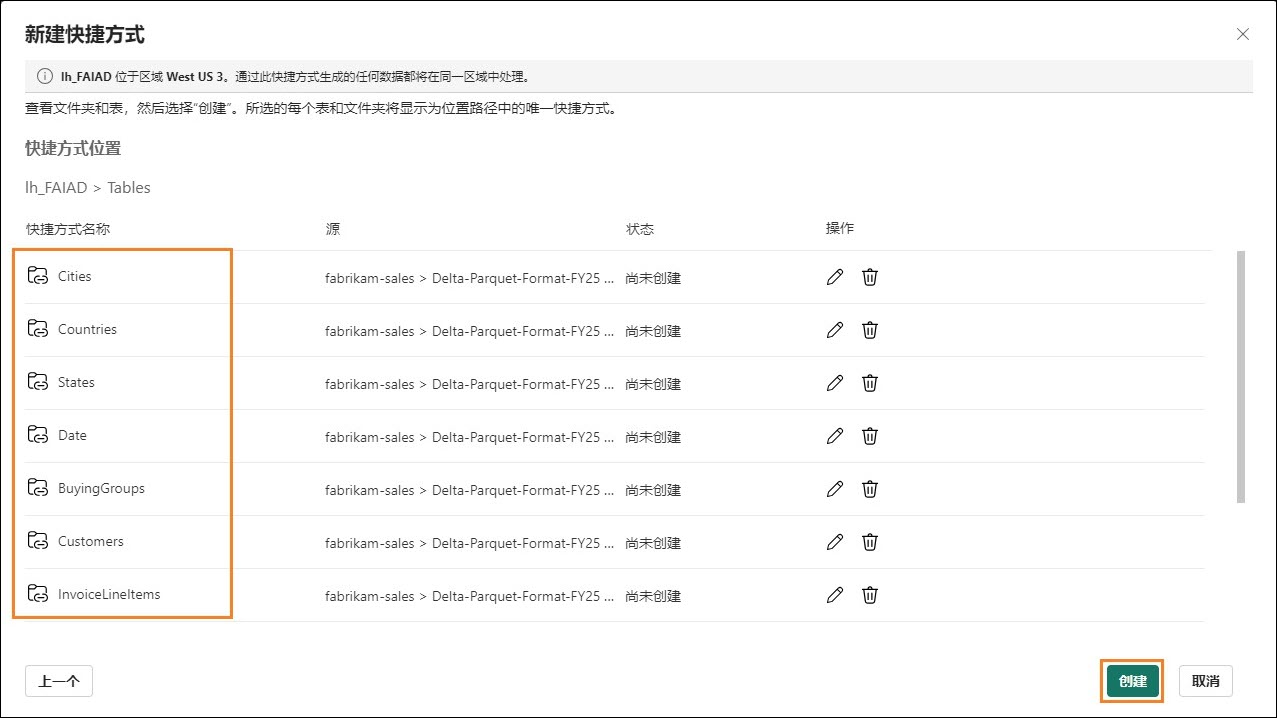 新建快捷方式
lh_FAIAD 位于区域 West US 3。通过此快捷方式生成的任何数据都将在同一区域中处理。
查看文件夹和表，然后选择“创建”。所选的每个表和文件夹将显示为位置路径中的唯一快捷方式。
快捷方式位置
lh_FAIAD > Tables
快捷方式名称 源 状态 操作
Cities fabrikam-sales > Delta-Parquet-Format-FY25 ... 尚未创建
Countries fabrikam-sales > Delta-Parquet-Format-FY25 ... 尚未创建
States fabrikam-sales > Delta-Parquet-Format-FY25 ... 尚未创建
Date fabrikam-sales > Delta-Parquet-Format-FY25 ... 尚未创建
BuyingGroups fabrikam-sales > Delta-Parquet-Format-FY25 ... 尚未创建
Customers fabrikam-sales > Delta-Parquet-Format-FY25 ... 尚未创建
InvoiceLineItems fabrikam-sales > Delta-Parquet-Format-FY25 ... 尚未创建
上一个 创建 取消